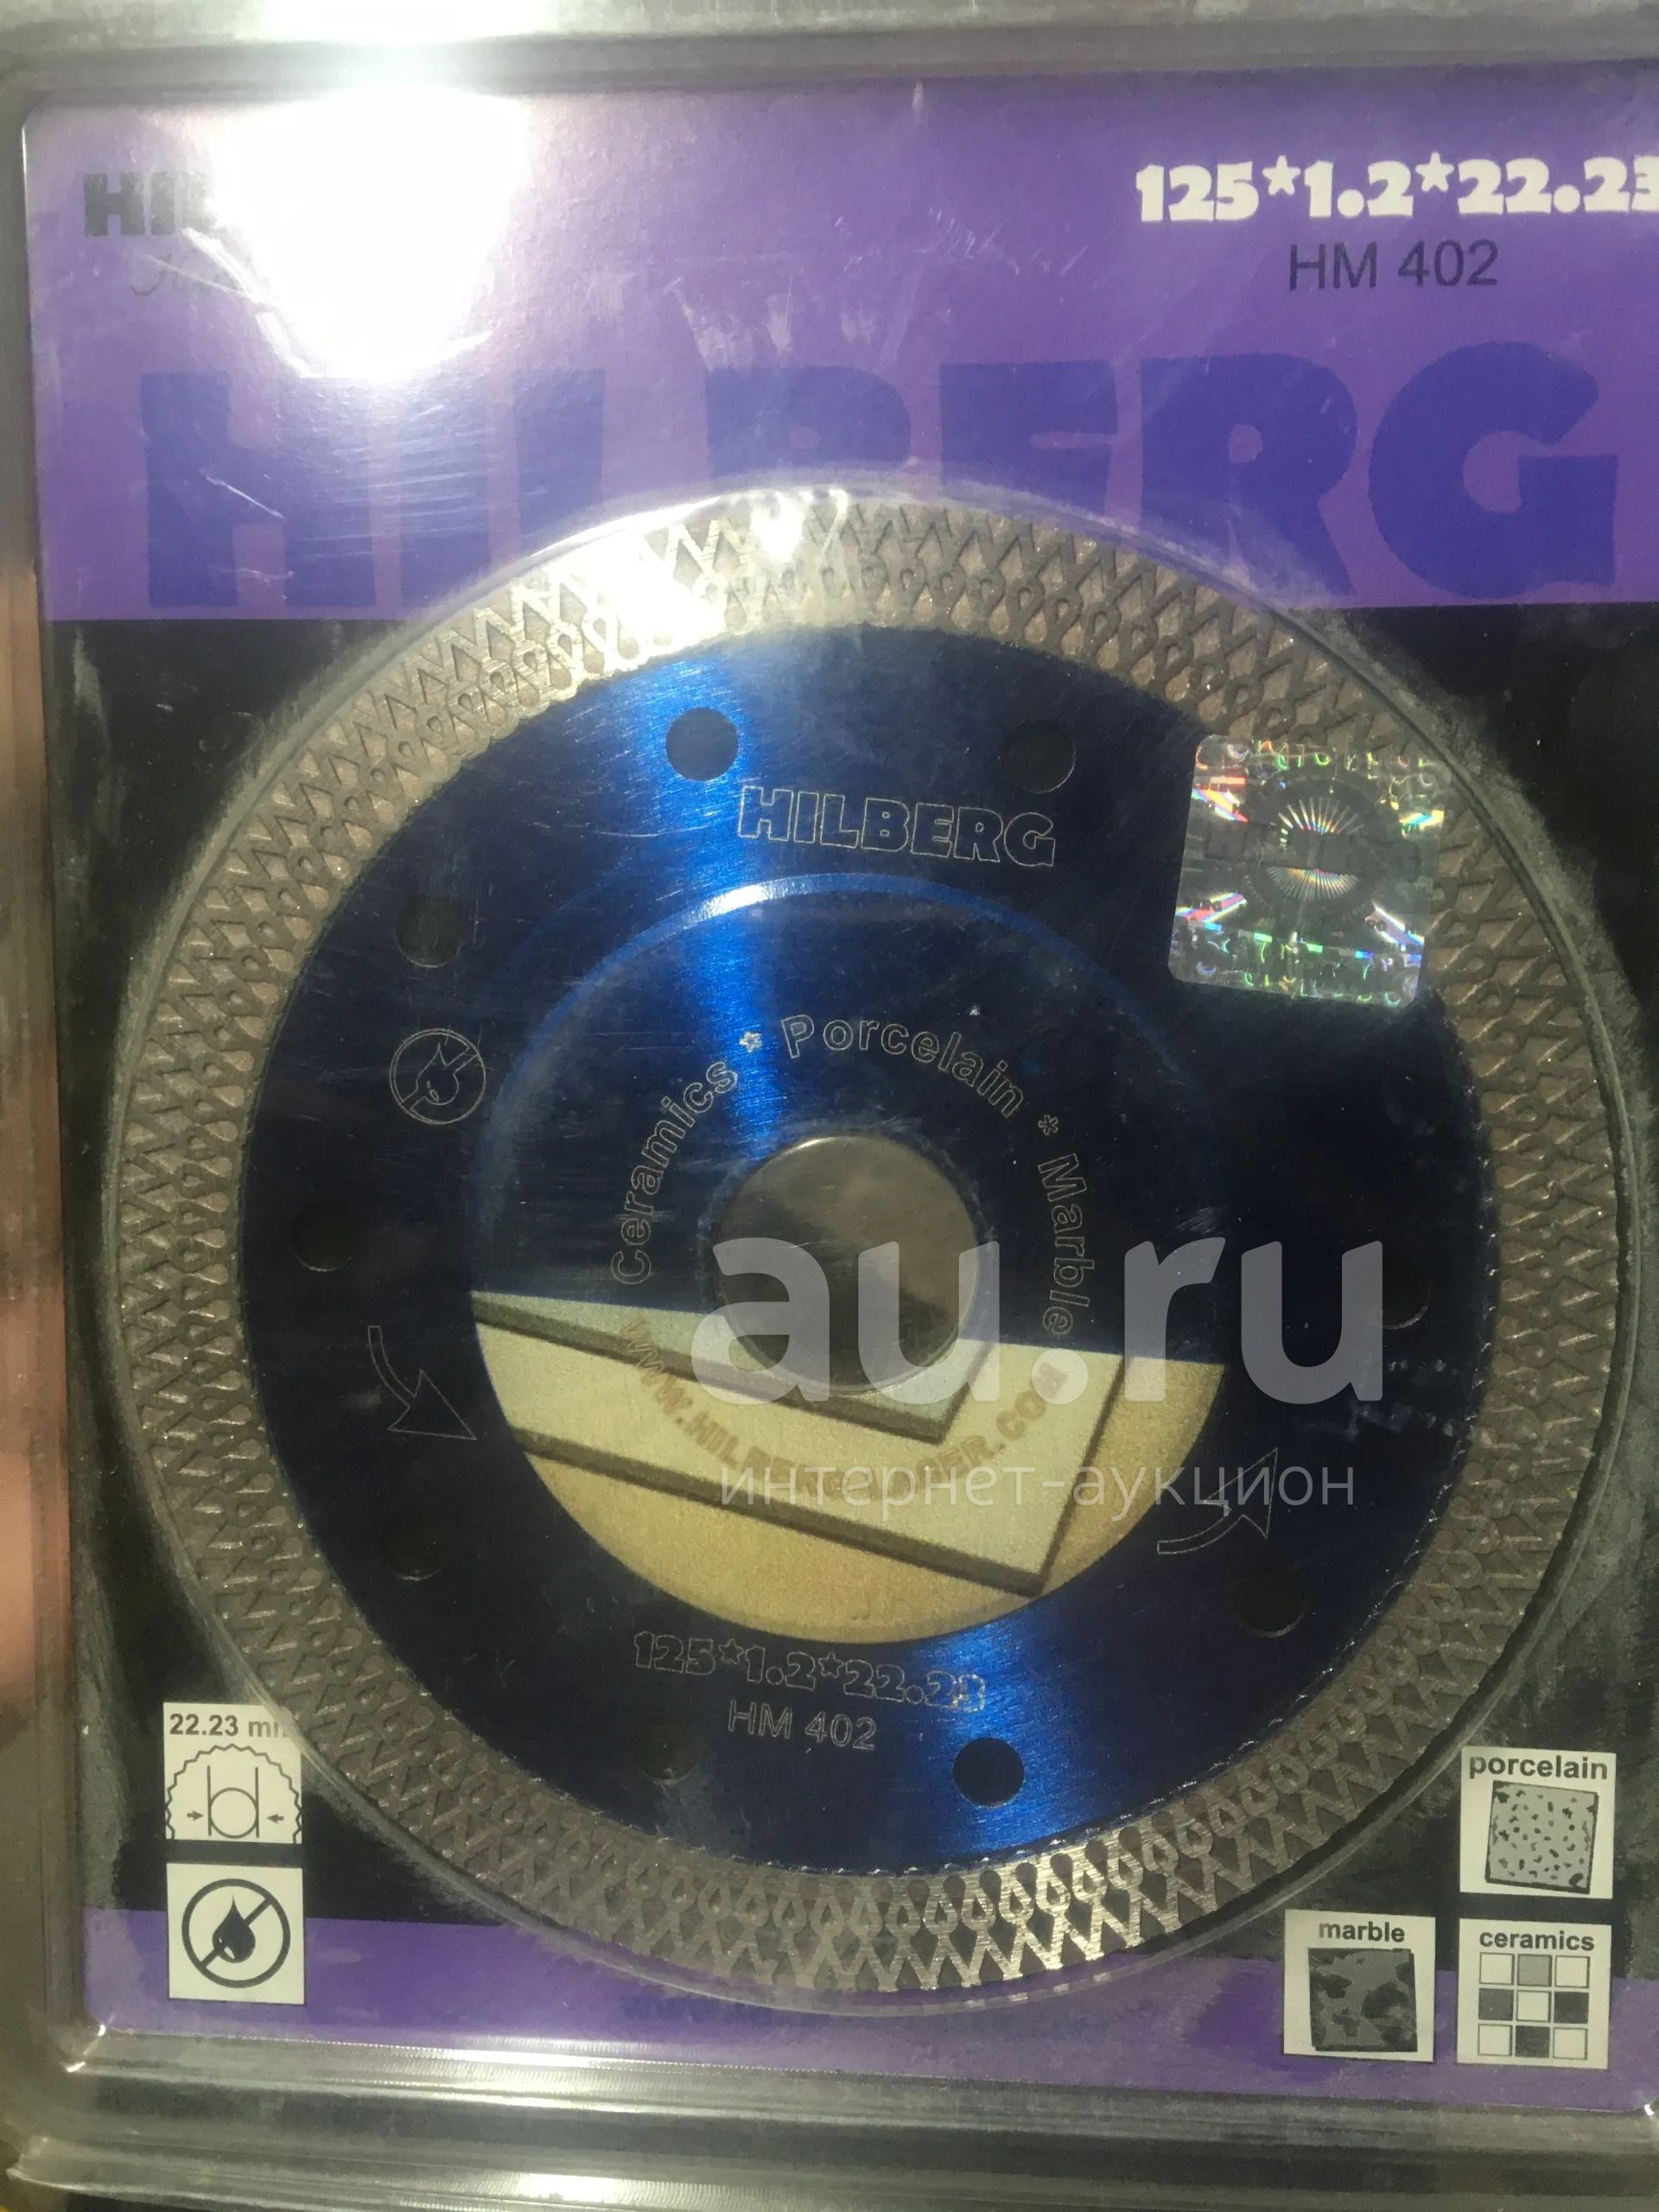 125*1.2*22.23
HM 402
HILBERG
HILBERG
Ceramics * Porcelain * Marble
au.ru
интернет-аукцион
125*1.2*22.23
HM 402
22.23 mm
porcelain
marble
ceramics